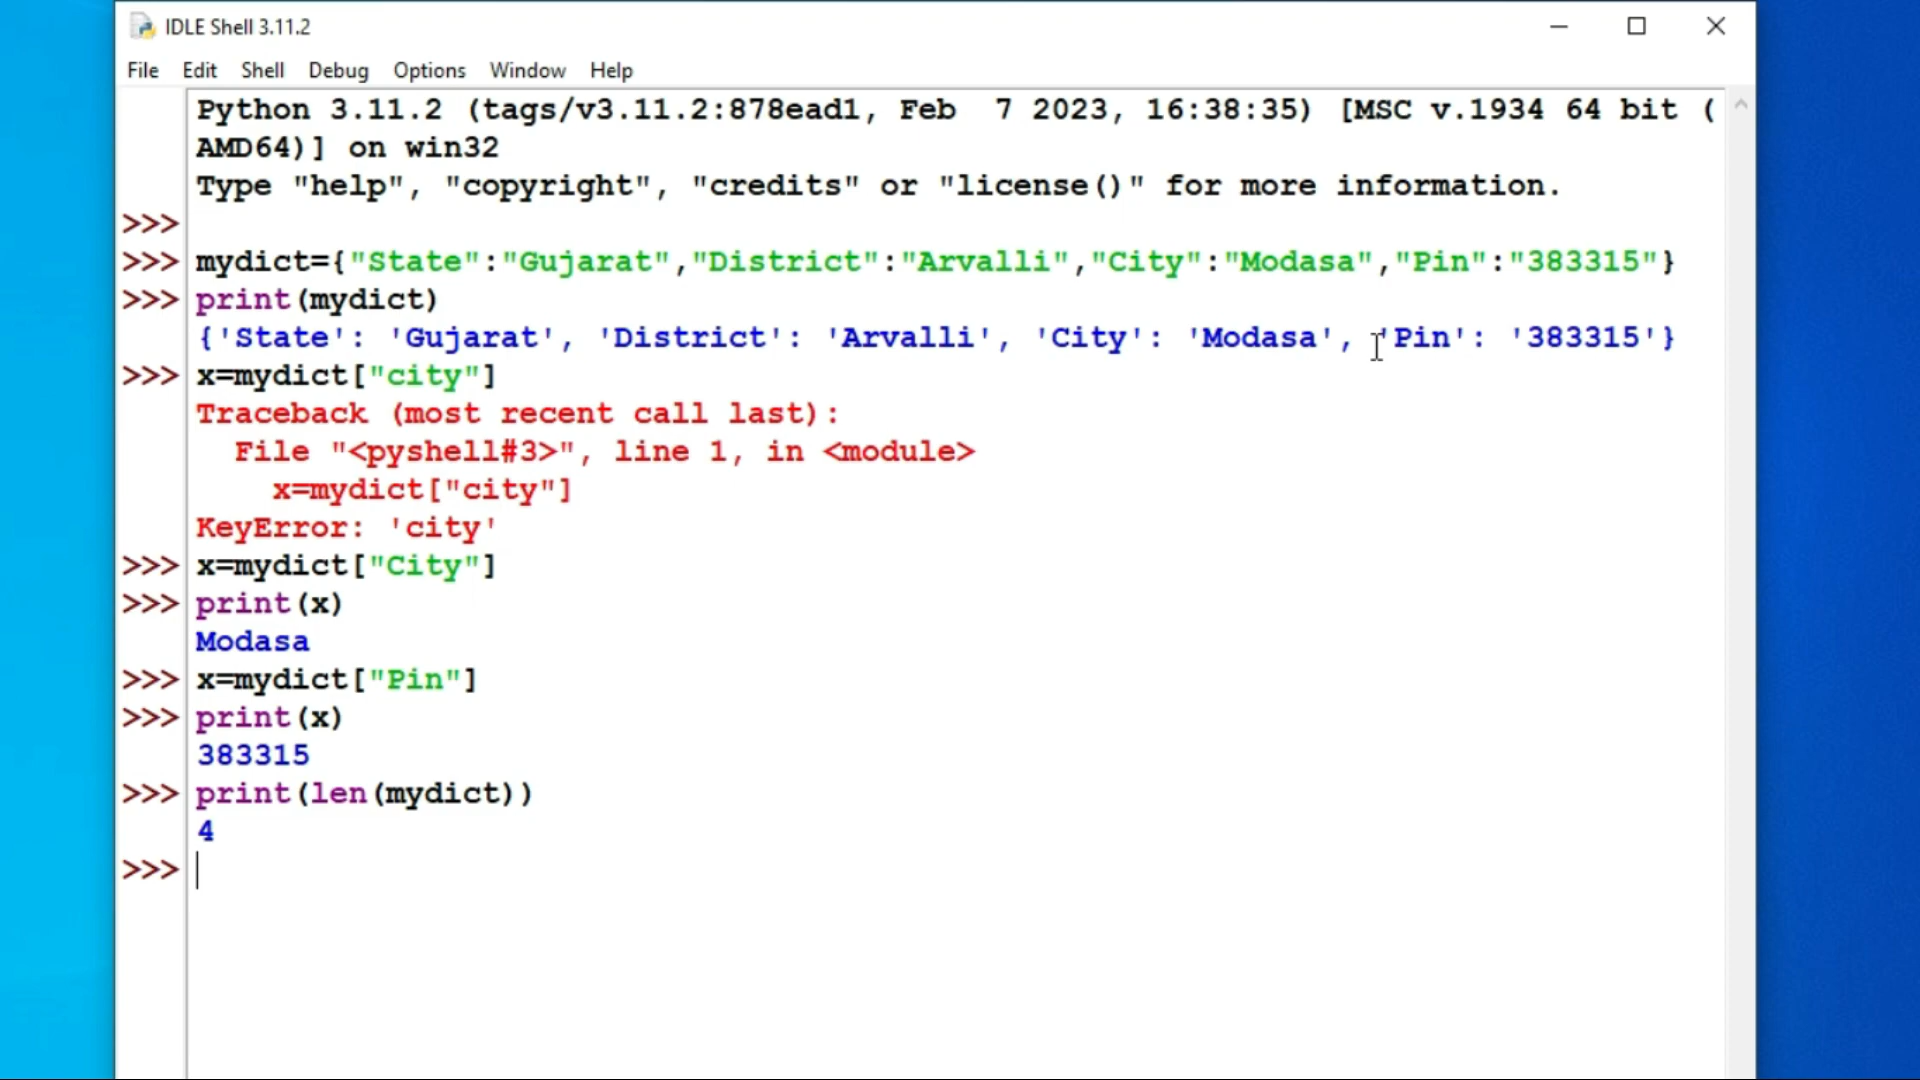 IDLE Shell 3.11.2
File Edit Shell Debug Options Window Help
Python 3.11.2 (tags/v3.11.2:878ead1, Feb  7 2023, 16:38:35) [MSC v.1934 64 bit (
AMD64)] on win32
Type "help", "copyright", "credits" or "license()" for more information.
>>>
>>> mydict={"State":"Gujarat","District":"Arvalli","City":"Modasa","Pin":"383315"}
>>> print(mydict)
{'State': 'Gujarat', 'District': 'Arvalli', 'City': 'Modasa', 'Pin': '383315'}
>>> x=mydict["city"]
Traceback (most recent call last):
  File "<pyshell#3>", line 1, in <module>
    x=mydict["city"]
KeyError: 'city'
>>> x=mydict["City"]
>>> print(x)
Modasa
>>> x=mydict["Pin"]
>>> print(x)
383315
>>> print(len(mydict))
4
>>>